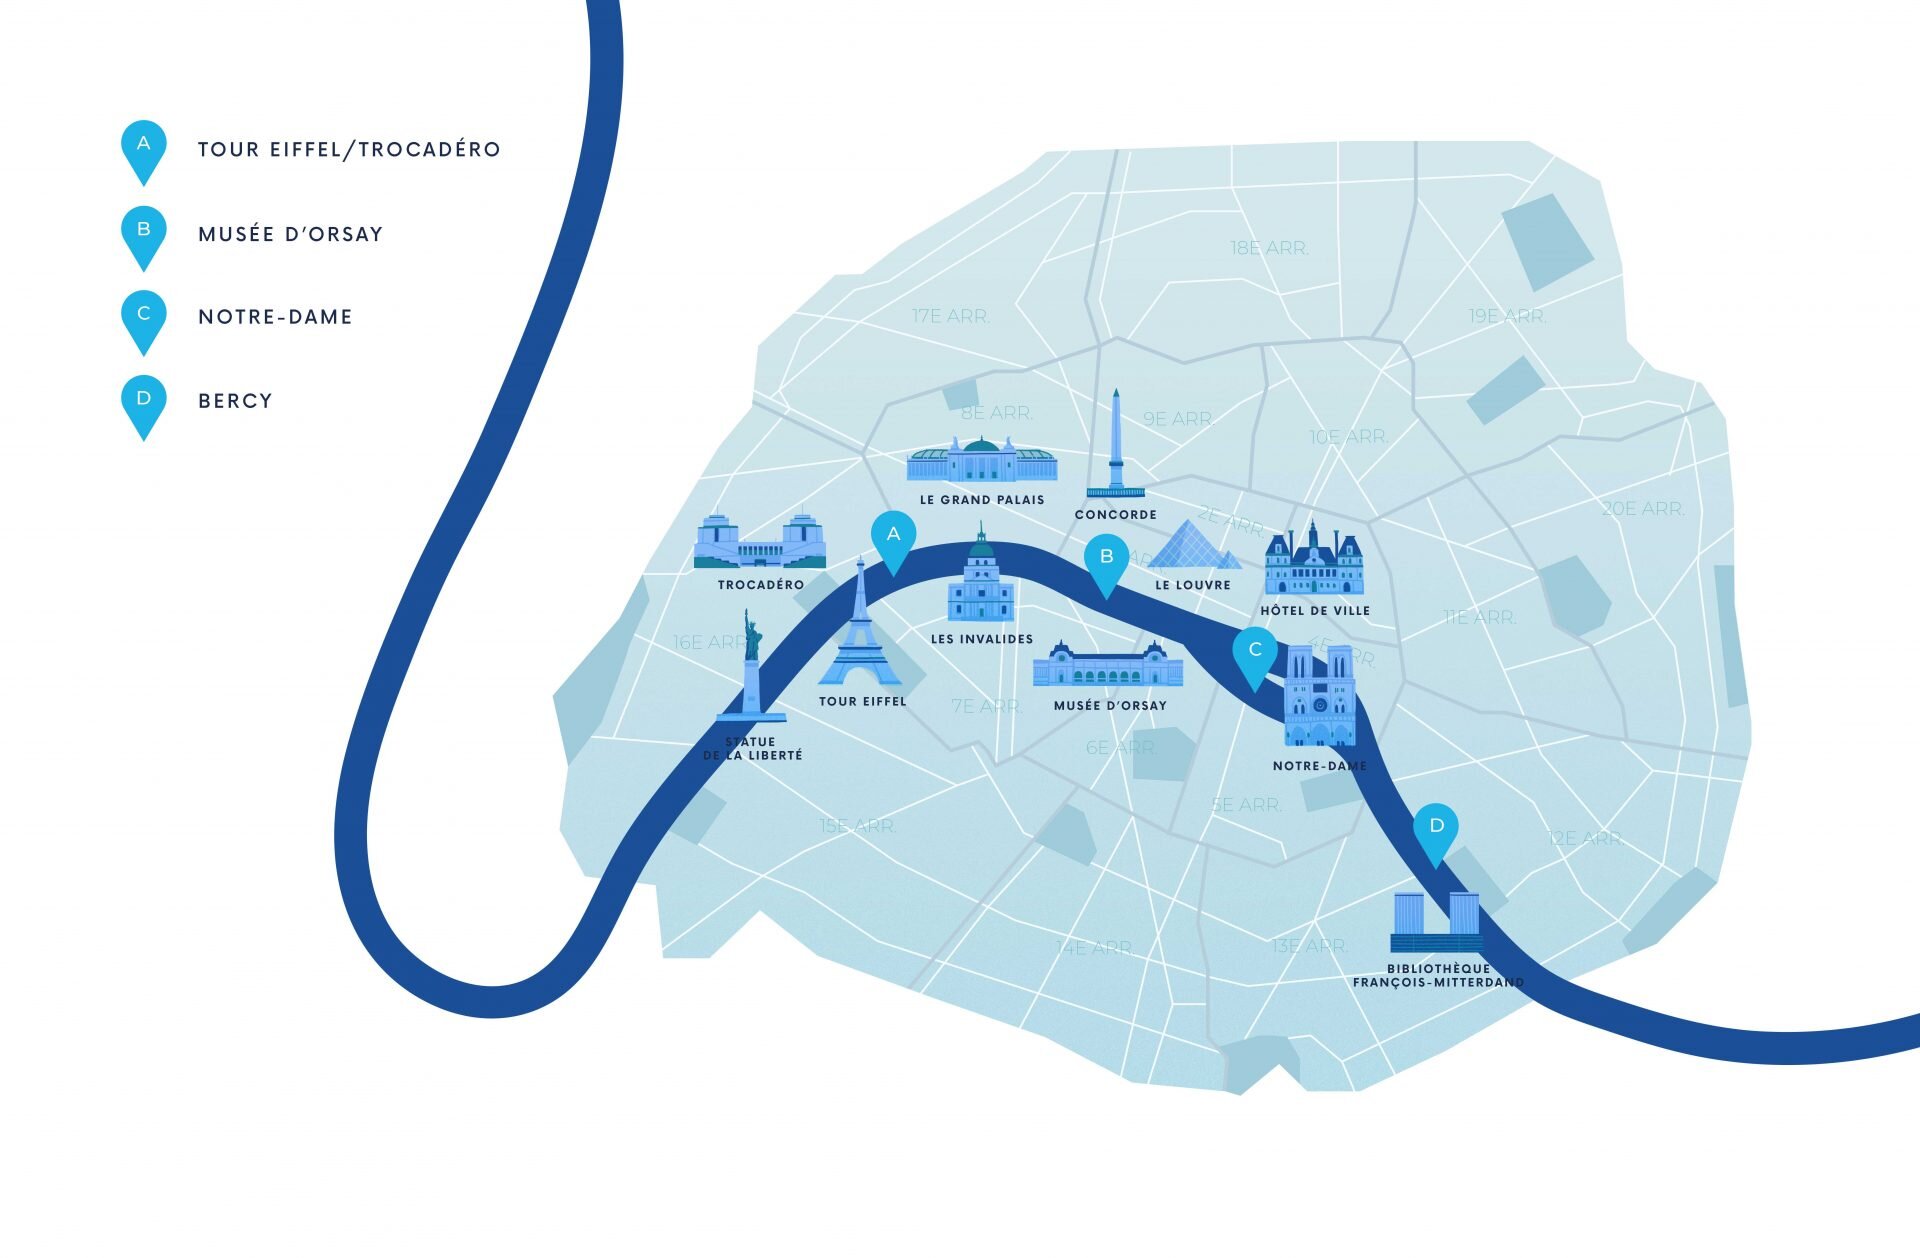 A
TOUR EIFFEL/TROCADÉRO
B
MUSÉE D'ORSAY
C
NOTRE-DAME
D
BERCY
18E ARR.
17E ARR.
19E ARR.
8E ARR.
9E ARR.
10E ARR.
LE GRAND PALAIS
CONCORDE
2E ARR.
20E ARR.
A
B
ARR.
TROCADÉRO
LE LOUVRE
HÔTEL DE VILLE
11E ARR.
16E ARR.
LES INVALIDES
C
4E ARR.
TOUR EIFFEL
7E ARR.
MUSÉE D'ORSAY
STATUE
DE LA LIBERTÉ
6E ARR.
NOTRE-DAME
5E ARR.
15E ARR.
D
12E ARR.
14E ARR.
13E ARR.
BIBLIOTHÈQUE
FRANÇOIS-MITTERDAND